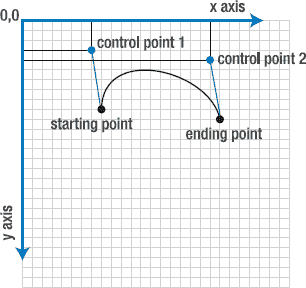 x axis
0,0
control point 1
control point 2
starting point
ending point
y axis